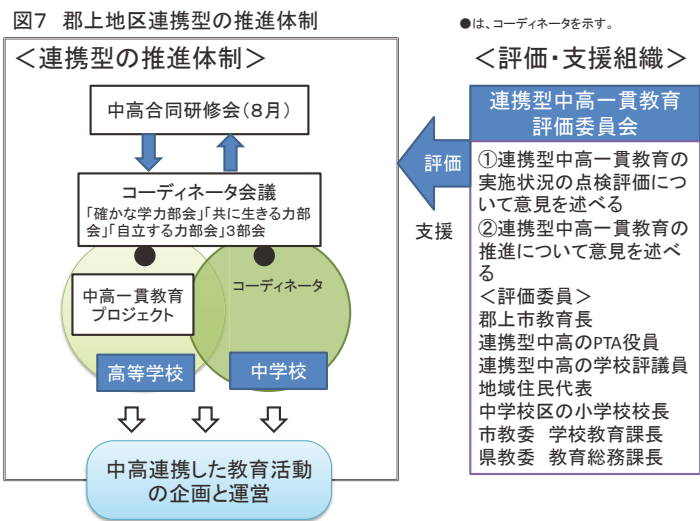 図7 郡上地区連携型の推進体制
●は、コーディネータを示す。
＜連携型の推進体制＞
中高合同研修会(8月)
コーディネータ会議
「確かな学力部会」「共に生きる力部
会」「自立する力部会」3部会
コーディネータ
中高一貫教育
プロジェクト
高等学校
中学校
中高連携した教育活動
の企画と運営
評価
支援
＜評価・支援組織＞
連携型中高一貫教育
評価委員会
①連携型中高一貫教育の
実施状況の点検評価につ
いて意見を述べる
②連携型中高一貫教育の
推進について意見を述べ
る
＜評価委員＞
郡上市教育長
連携型中高のPTA役員
連携型中高の学校評議員
地域住民代表
中学校区の小学校校長
市教委 学校教育課長
県教委 教育総務課長